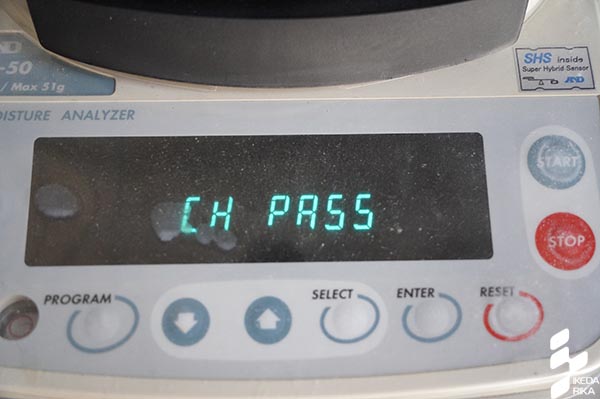 AND
-50
/ Max 51g
SHS inside
Super Hybrid Sensor
AND
OISTURE ANALYZER
CH PASS
START
STOP
PROGRAM
SELECT
ENTER
RESET
IKEDA
RIKA